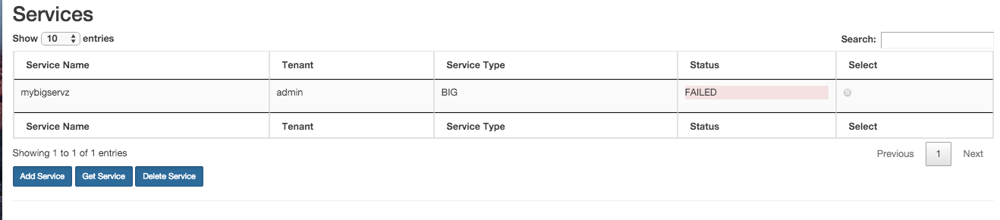 Services
Show 10 entries Search:
Service Name Tenant Service Type Status Select
mybigservz admin BIG FAILED
Service Name Tenant Service Type Status Select
Showing 1 to 1 of 1 entries Previous 1 Next
Add Service Get Service Delete Service